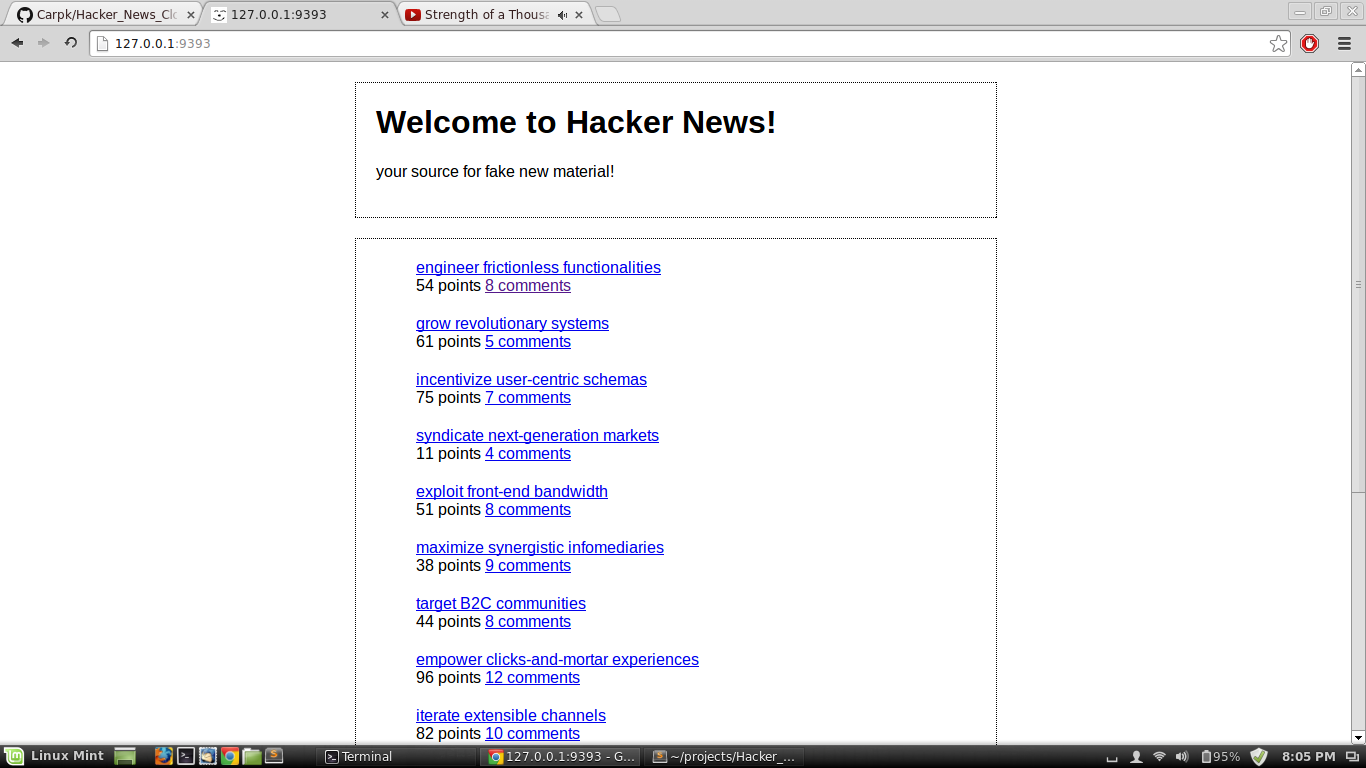 Carpk/Hacker_News_Clo
127.0.0.1:9393
Strength of a Thousa
127.0.0.1:9393
Welcome to Hacker News!
your source for fake new material!
engineer frictionless functionalities
54 points 8 comments
grow revolutionary systems
61 points 5 comments
incentivize user-centric schemas
75 points 7 comments
syndicate next-generation markets
11 points 4 comments
exploit front-end bandwidth
51 points 8 comments
maximize synergistic infomediaries
38 points 9 comments
target B2C communities
44 points 8 comments
empower clicks-and-mortar experiences
96 points 12 comments
iterate extensible channels
82 points 10 comments
Linux Mint
Terminal
127.0.0.1:9393 - G...
~/projects/Hacker_...
95%
8:05 PM